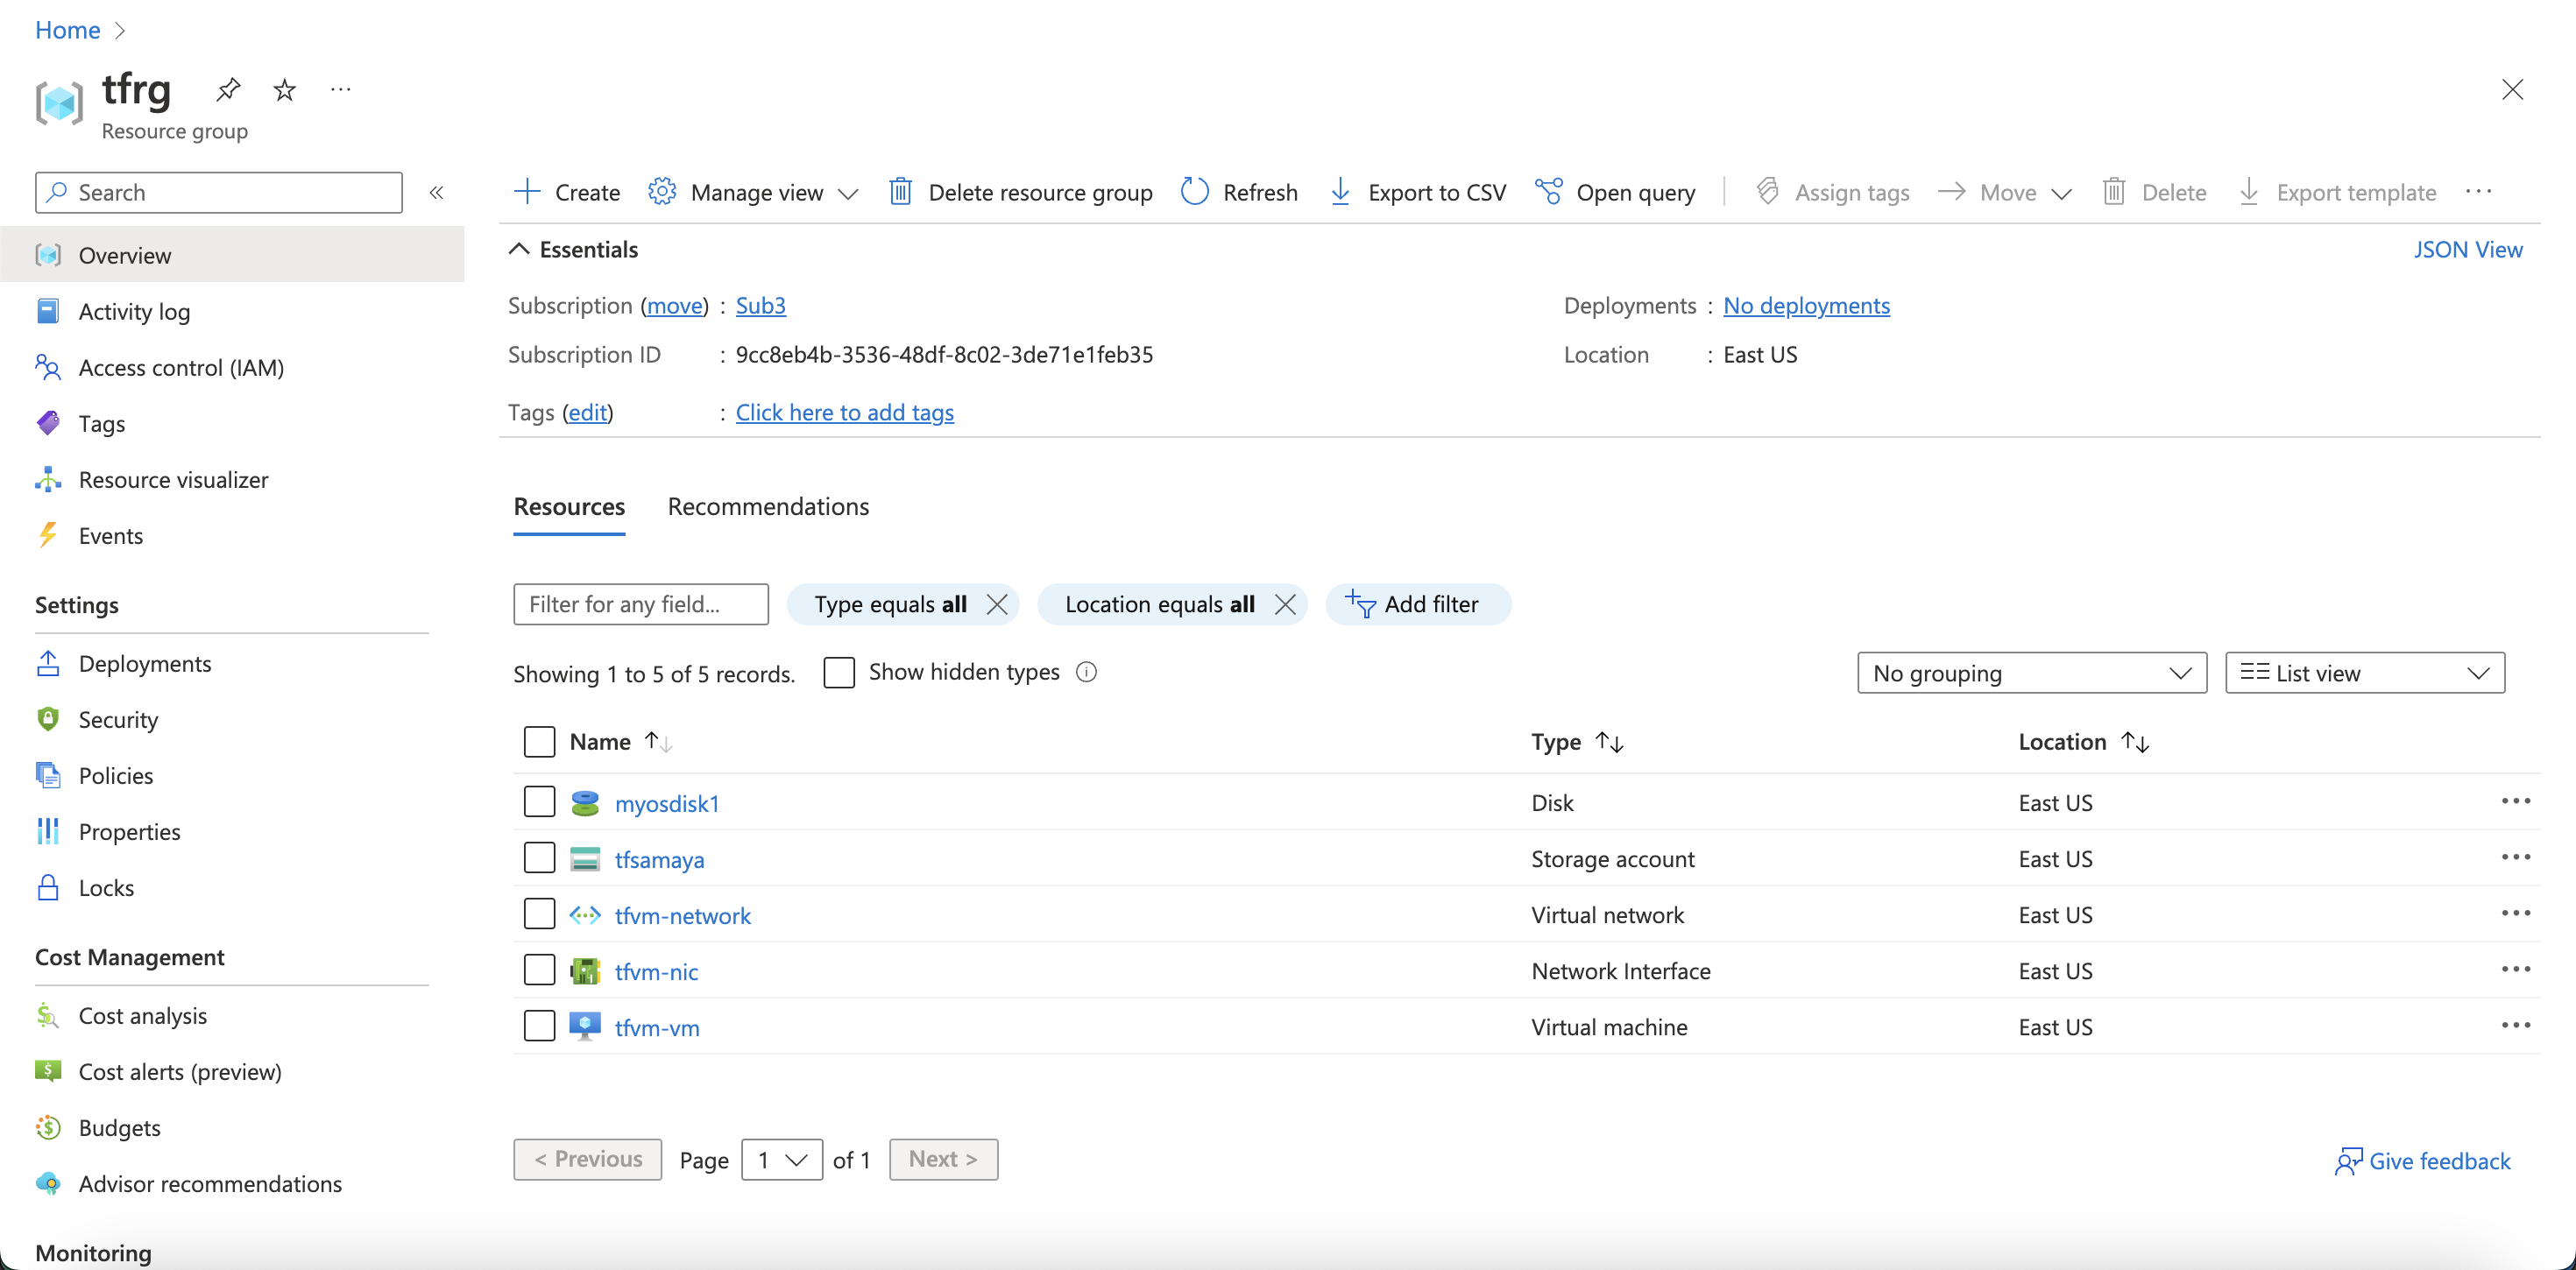 Home >
tfrg
Resource group
Search
«
Create
Manage view
Delete resource group
Refresh
Export to CSV
Open query
Assign tags
Move
Delete
Export template
Overview
Activity log
Access control (IAM)
Tags
Resource visualizer
Events
Settings
Deployments
Security
Policies
Properties
Locks
Cost Management
Cost analysis
Cost alerts (preview)
Budgets
Advisor recommendations
Monitoring
Essentials
JSON View
Subscription (move) : Sub3
Deployments : No deployments
Subscription ID : 9cc8eb4b-3536-48df-8c02-3de71e1feb35
Location : East US
Tags (edit) : Click here to add tags
Resources
Recommendations
Filter for any field...
Type equals all
Location equals all
Add filter
Showing 1 to 5 of 5 records.
Show hidden types
No grouping
List view
Name Type Location
myosdisk1 Disk East US
tfsamaya Storage account East US
tfvm-network Virtual network East US
tfvm-nic Network Interface East US
tfvm-vm Virtual machine East US
< Previous Page 1 of 1 Next >
Give feedback